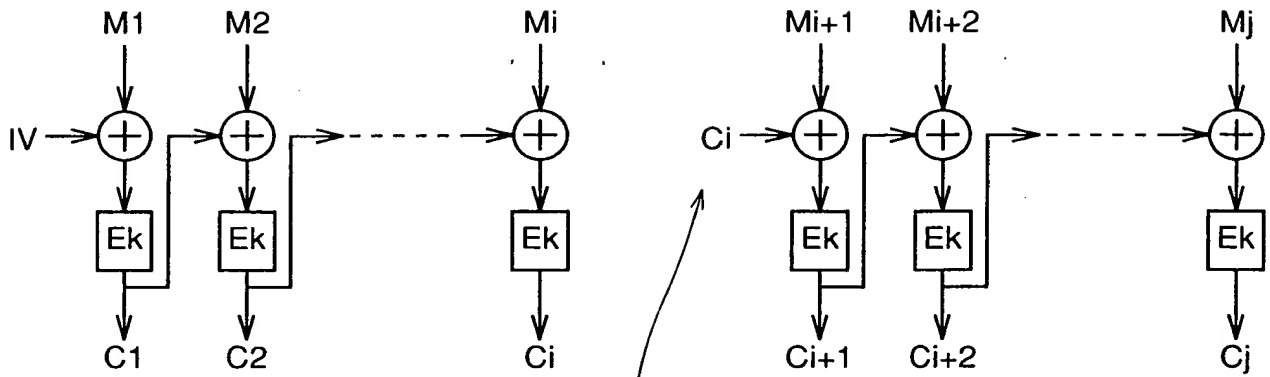 M1 M2 Mi Mi+1 Mi+2 Mj
IV Ci
Ek Ek Ek Ek Ek Ek
C1 C2 Ci Ci+1 Ci+2 Cj